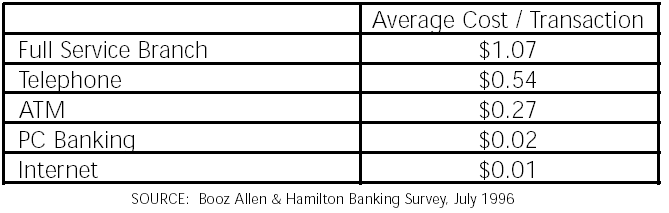 Average Cost / Transaction
Full Service Branch $1.07
Telephone $0.54
ATM $0.27
PC Banking $0.02
Internet $0.01
SOURCE: Booz Allen & Hamilton Banking Survey, July 1996